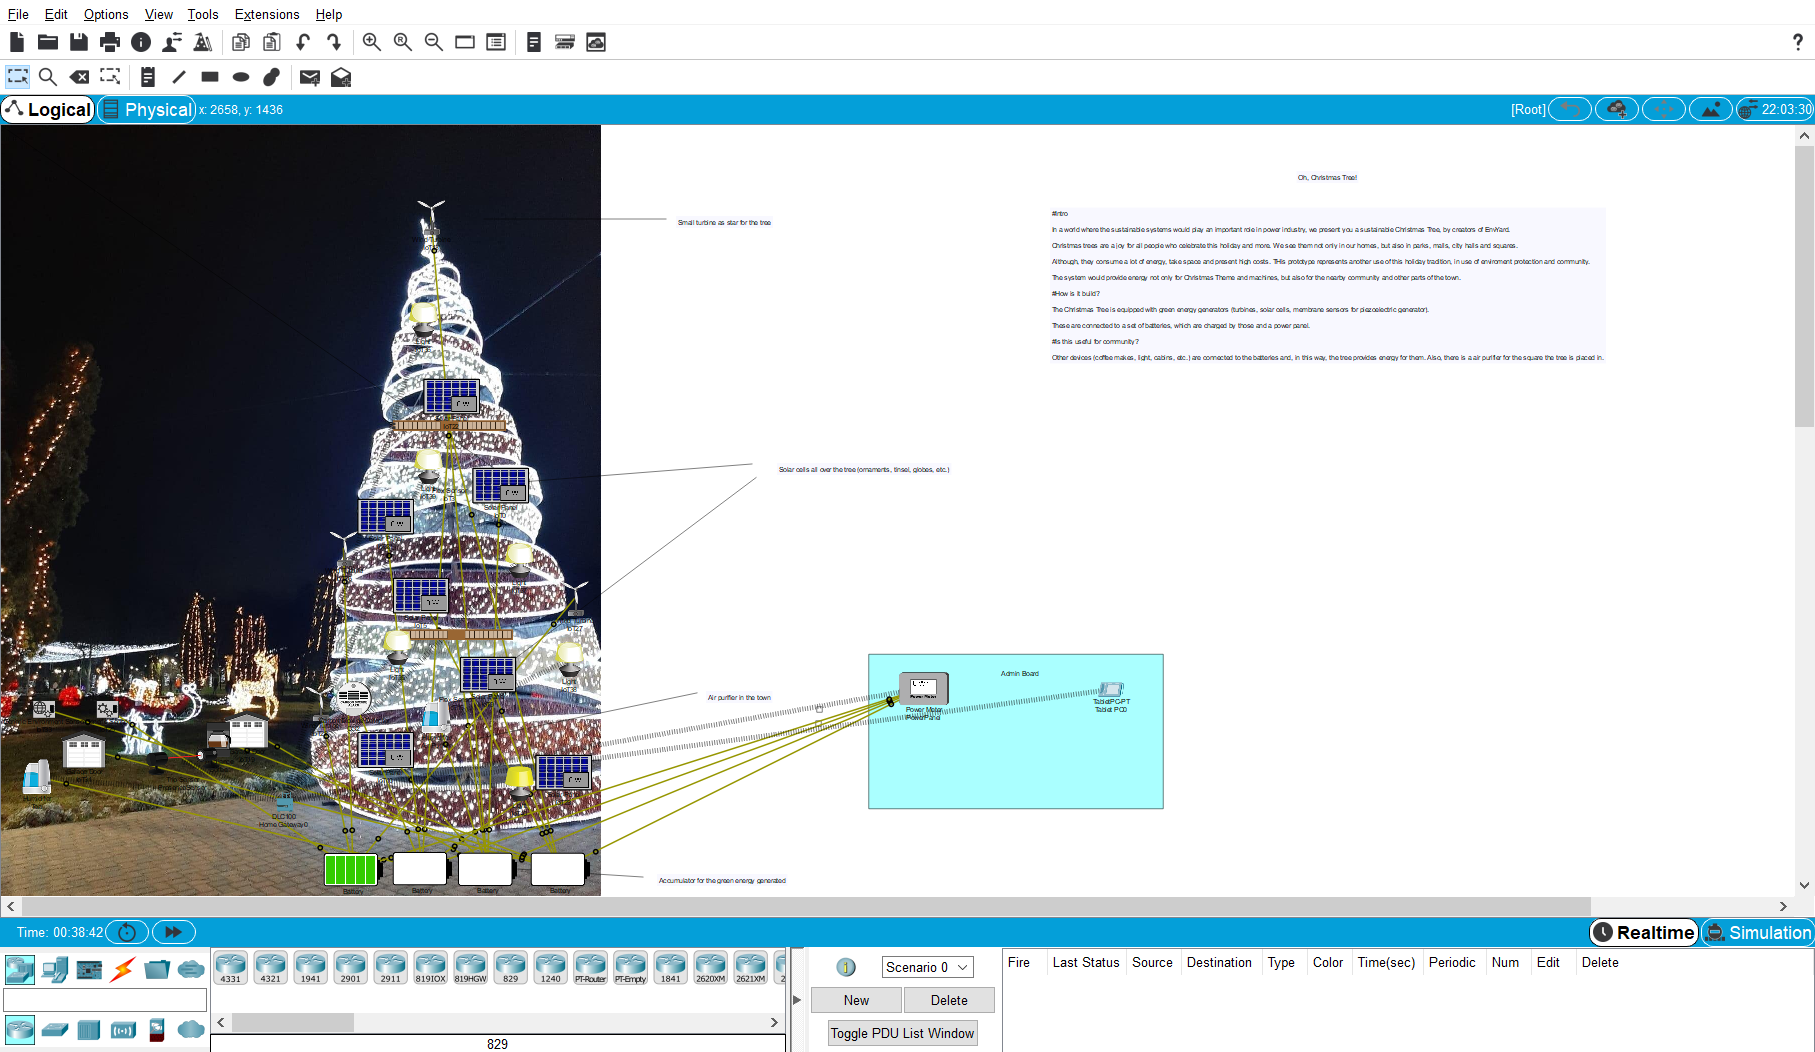 File Edit Options View Tools Extensions Help
?
Logical Physical x: 2658, y: 1436 [Root] 22:03:30
Oh, Christmas Tree!
#Intro
In a world where the sustainable systems would play an important role in power industry, we present you a sustainable Christmas Tree, by creators of EnWard.
Christmas trees are a joy for all people who celebrate this holiday and more. We see them not only in our homes, but also in parks, malls, city halls and squares.
Although, they consume a lot of energy, take space and present high costs. THis prototype represents another use of this holiday tradition, in use of enviroment protection and community.
The system would provide energy not only for Christmas Theme and machines, but also for the nearby community and other parts of the town.
#How is it build?
The Christmas Tree is equipped with green energy generators (turbines, solar cells, membrane sensors for piezoelectric generator).
These are connected to a set of batteries, which are charged by those and a power panel.
#Is this useful for community?
Other devices (coffee makes, light, cabins, etc.) are connected to the batteries and, in this way, the tree provides energy for them. Also, there is a air purifier for the square the tree is placed in.
Small turbine as star for the tree
Solar cells all over the tree (ornaments, tinsel, globes, etc.)
IoT22
Solar Panel
IoT0
Light
Air purifier in the town
Admin Board
Power Meter
PowerPanel
TabletPC-PT
Tablet PC0
DLC100
Home Gateway0
Battery Battery Battery Battery
Accumulator for the green energy generated
Time: 00:38:42 Realtime Simulation
4331 4321 1941 2901 2911 819IOX 819HGW 829 1240 PT-Router PT-Empty 1841 2620XM 2621XM 2
829
Scenario 0
New Delete
Toggle PDU List Window
Fire Last Status Source Destination Type Color Time(sec) Periodic Num Edit Delete